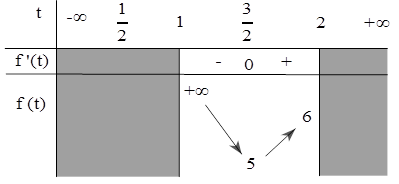 t -∞ 1/2 1 3/2 2 +∞
f'(t) - 0 +
f(t) +∞ 5 6